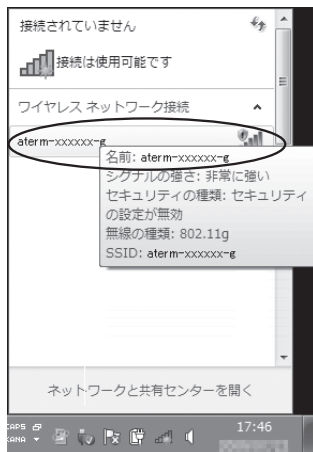 接続されていません
接続は使用可能です
ワイヤレス ネットワーク接続
aterm-xxxxxx-g
名前: aterm-xxxxxx-g
シグナルの強さ: 非常に強い
セキュリティの種類: セキュリティ
の設定が無効
無線の種類: 802.11g
SSID: aterm-xxxxxx-g
ネットワークと共有センターを開く
CAPS
KANA
17:46